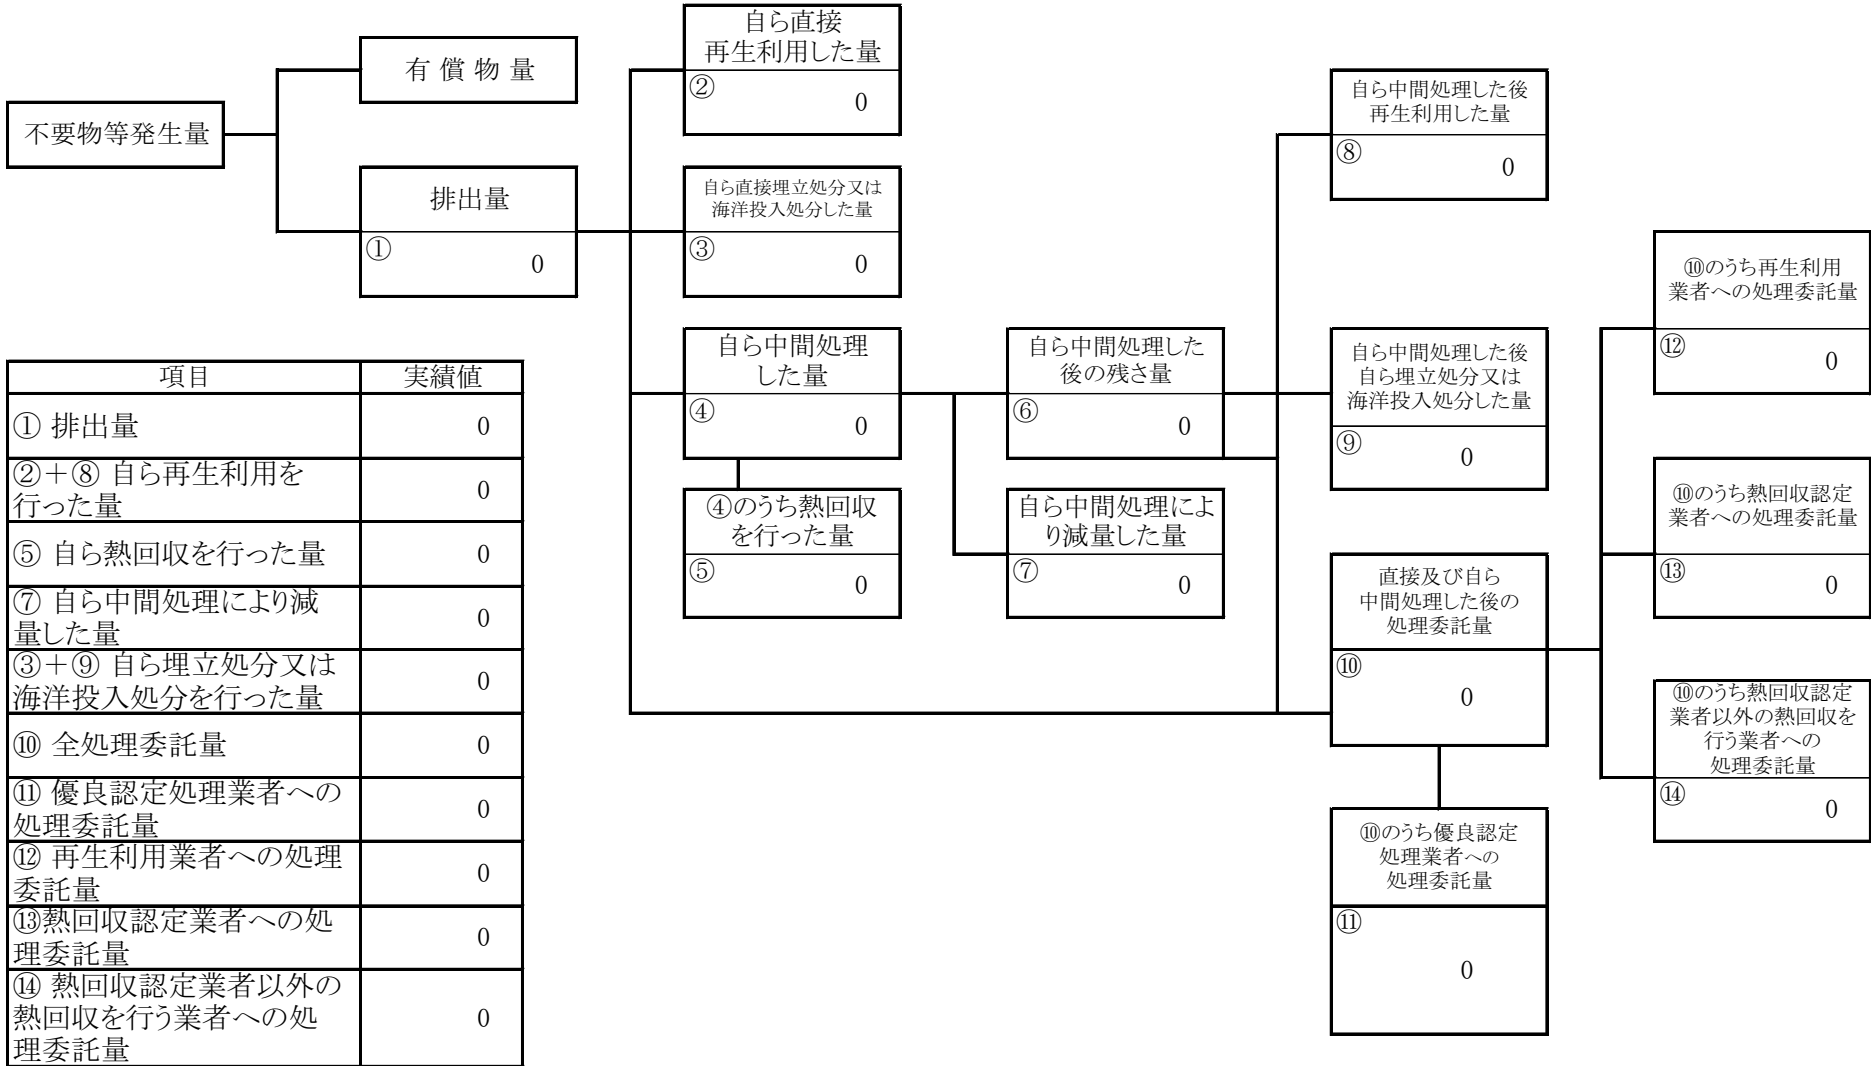 不要物等発生量
有 償 物 量
排出量
①
0
自ら直接
再生利用した量
②
0
自ら直接埋立処分又は
海洋投入処分した量
③
0
自ら中間処理
した量
④
0
④のうち熱回収
を行った量
⑤
0
自ら中間処理した
後の残さ量
⑥
0
自ら中間処理によ
り減量した量
⑦
0
自ら中間処理した後
再生利用した量
⑧
0
自ら中間処理した後
自ら埋立処分又は
海洋投入処分した量
⑨
0
直接及び自ら
中間処理した後の
処理委託量
⑩
0
⑩のうち優良認定
処理業者への
処理委託量
⑪
0
⑩のうち再生利用
業者への処理委託量
⑫
0
⑩のうち熱回収認定
業者への処理委託量
⑬
0
⑩のうち熱回収認定
業者以外の熱回収を
行う業者への
処理委託量
⑭
0
項目 実績値
① 排出量 0
②＋⑧ 自ら再生利用を
行った量 0
⑤ 自ら熱回収を行った量 0
⑦ 自ら中間処理により減
量した量 0
③＋⑨ 自ら埋立処分又は
海洋投入処分を行った量 0
⑩ 全処理委託量 0
⑪ 優良認定処理業者への
処理委託量 0
⑫ 再生利用業者への処理
委託量 0
⑬熱回収認定業者への処
理委託量 0
⑭ 熱回収認定業者以外の
熱回収を行う業者への処
理委託量 0